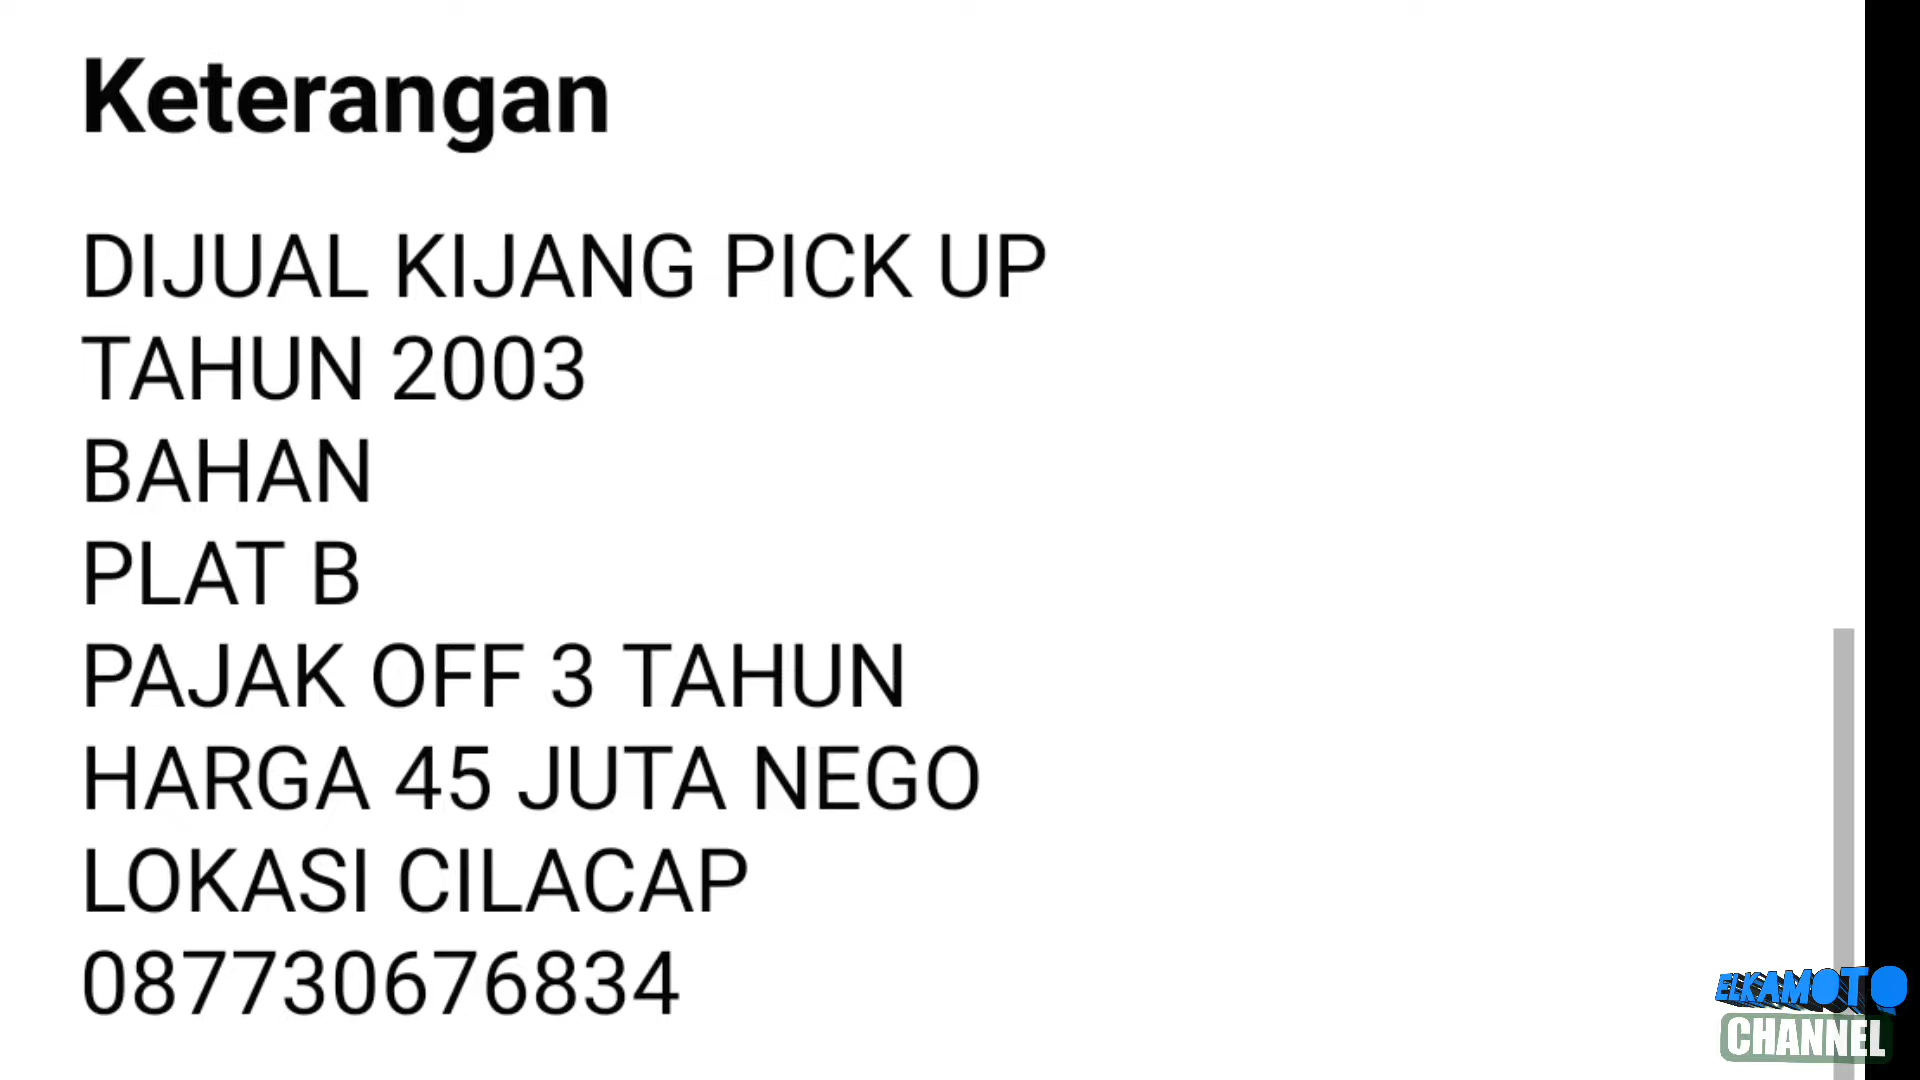 Keterangan
DIJUAL KIJANG PICK UP
TAHUN 2003
BAHAN
PLAT B
PAJAK OFF 3 TAHUN
HARGA 45 JUTA NEGO
LOKASI CILACAP
087730676834
ELKAMOTO
CHANNEL